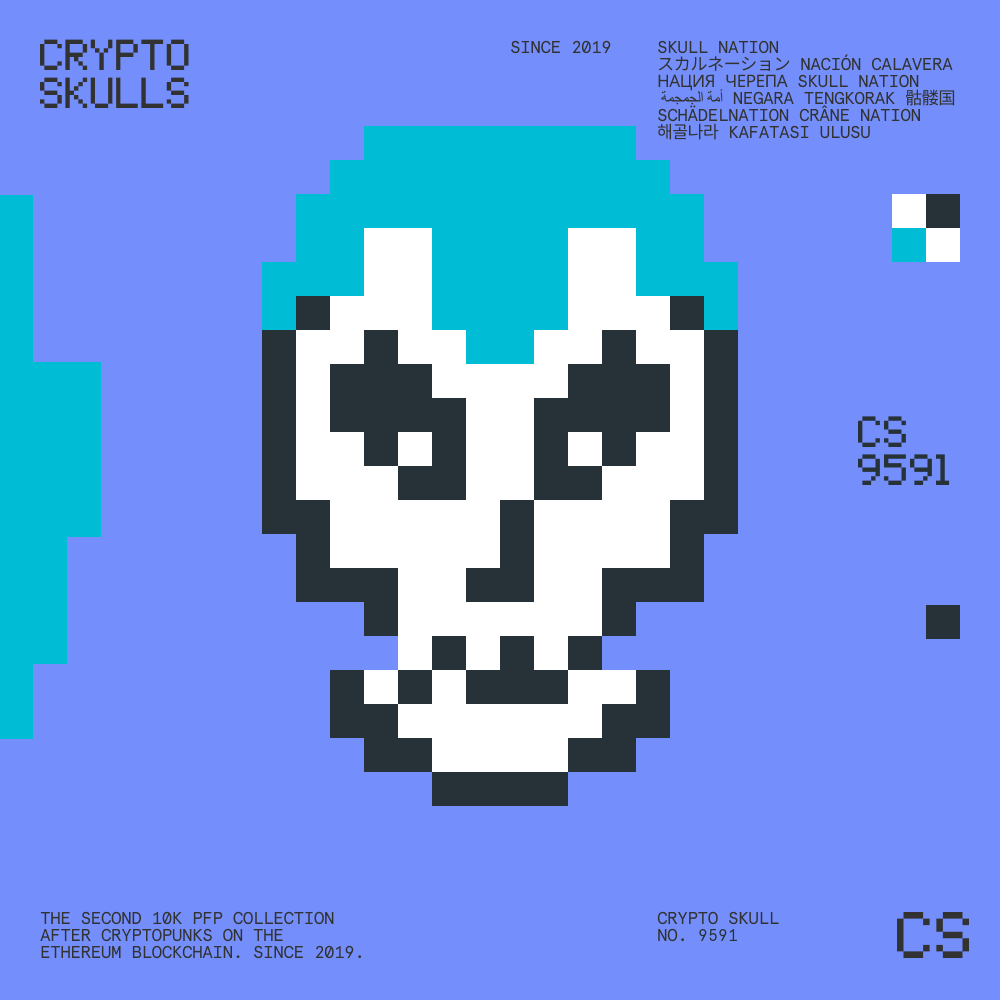 CRYPTO
SKULLS
SINCE 2019
SKULL NATION
スカルネーション NACIÓN CALAVERA
НАЦИЯ ЧЕРЕПА SKULL NATION
أمة الجمجمة NEGARA TENGKORAK 骷髅国
SCHÄDELNATION CRÂNE NATION
해골나라 KAFATASI ULUSU
CS
9591
THE SECOND 10K PFP COLLECTION
AFTER CRYPTOPUNKS ON THE
ETHEREUM BLOCKCHAIN. SINCE 2019.
CRYPTO SKULL
NO. 9591
CS